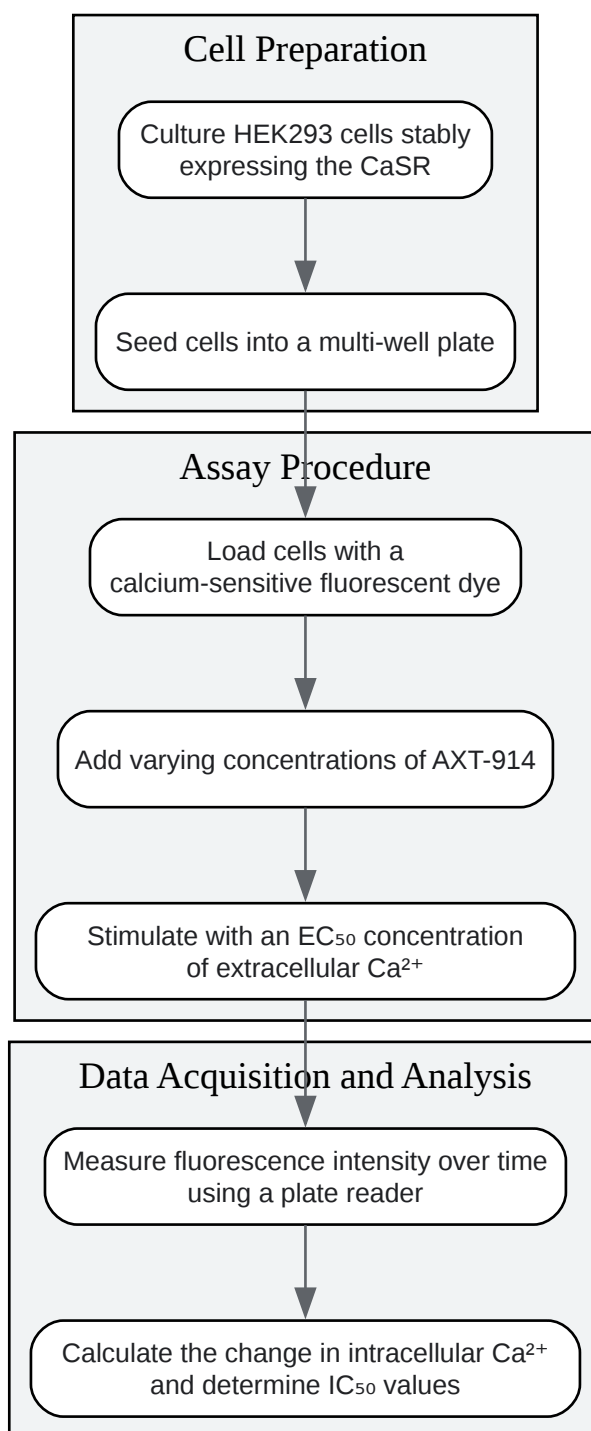 Cell Preparation
Culture HEK293 cells stably
expressing the CaSR
Seed cells into a multi-well plate
Assay Procedure
Load cells with a
calcium-sensitive fluorescent dye
Add varying concentrations of AXT-914
Stimulate with an EC₅₀ concentration
of extracellular Ca²⁺
Data Acquisition and Analysis
Measure fluorescence intensity over time
using a plate reader
Calculate the change in intracellular Ca²⁺
and determine IC₅₀ values